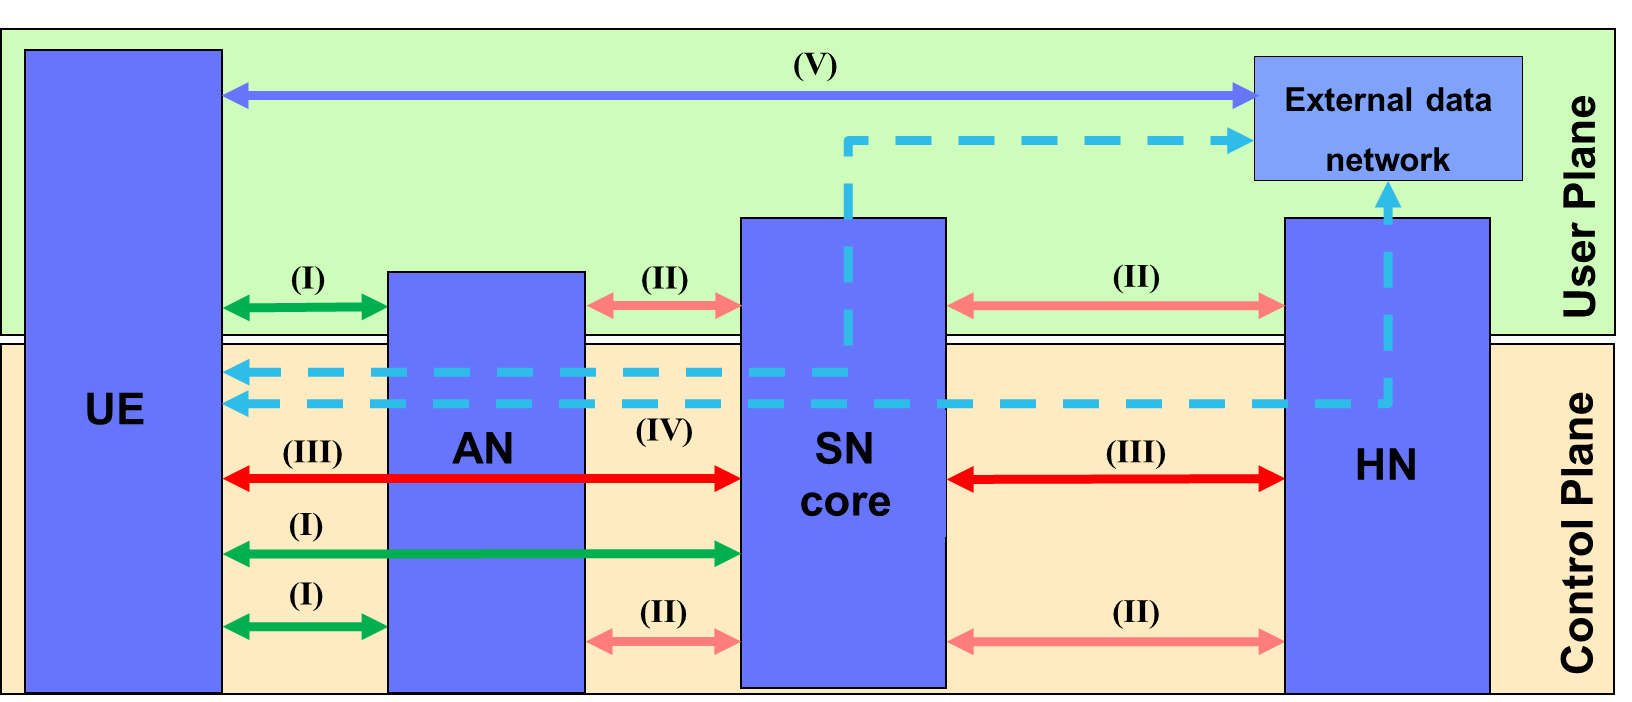 (V)
External data
network
User Plane
(I)
(II)
(II)
UE
AN
(IV)
SN
core
HN
(III)
(III)
(I)
(I)
(II)
(II)
Control Plane